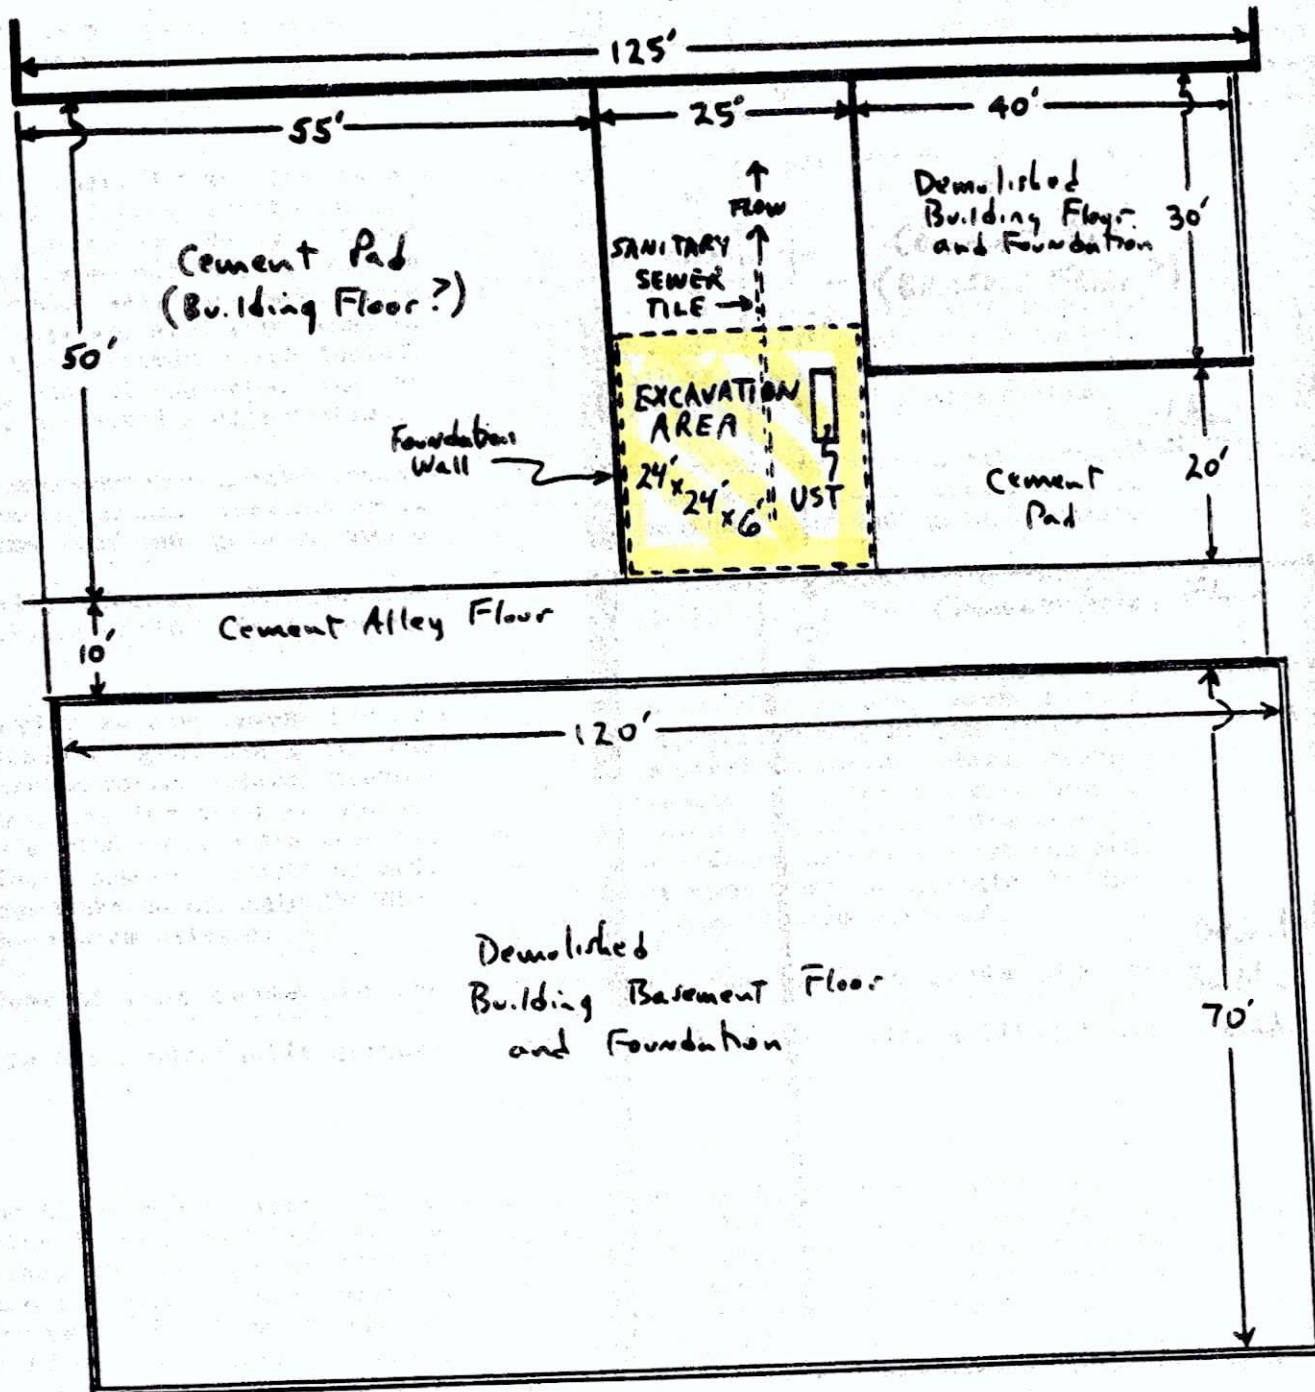 125'
55'
25'
40'
Cement Pad
(Building Floor?)
50'
FLOW
SANITARY
SEWER
TILE
Demolished
Building Floor
and Foundation
30'
EXCAVATION
AREA
24' x 24' x 6'
UST
Foundation
Wall
Cement
Pad
20'
Cement Alley Floor
10'
120'
Demolished
Building Basement Floor
and Foundation
70'